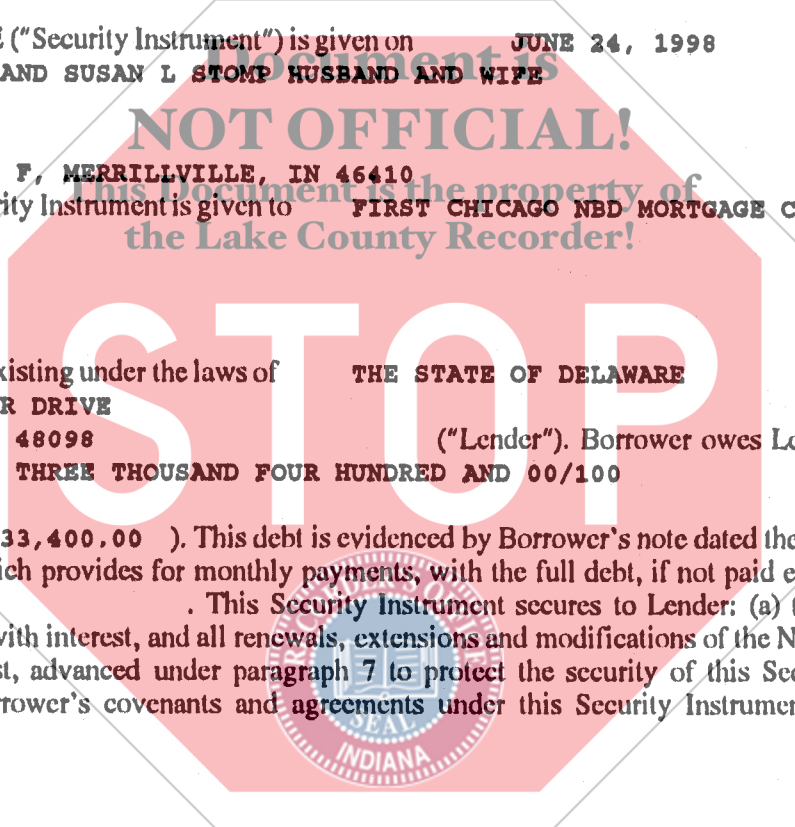 E ("Security Instrument") is given on JUNE 24, 1998
AND SUSAN L STOMP HUSBAND AND WIFE
Document is
NOT OFFICIAL!
F, MERRILLVILLE, IN 46410
This Document is the property of
rity Instrument is given to FIRST CHICAGO NBD MORTGAGE C
the Lake County Recorder!
STOP
xisting under the laws of THE STATE OF DELAWARE
R DRIVE
48098 ("Lender"). Borrower owes Le
THREE THOUSAND FOUR HUNDRED AND 00/100
33,400.00 ). This debt is evidenced by Borrower's note dated the
ich provides for monthly payments, with the full debt, if not paid e
. This Security Instrument secures to Lender: (a) t
with interest, and all renewals, extensions and modifications of the N
st, advanced under paragraph 7 to protect the security of this Sec
rrower's covenants and agreements under this Security Instrumen
RECORDER'S OFFICE
SEAL
INDIANA